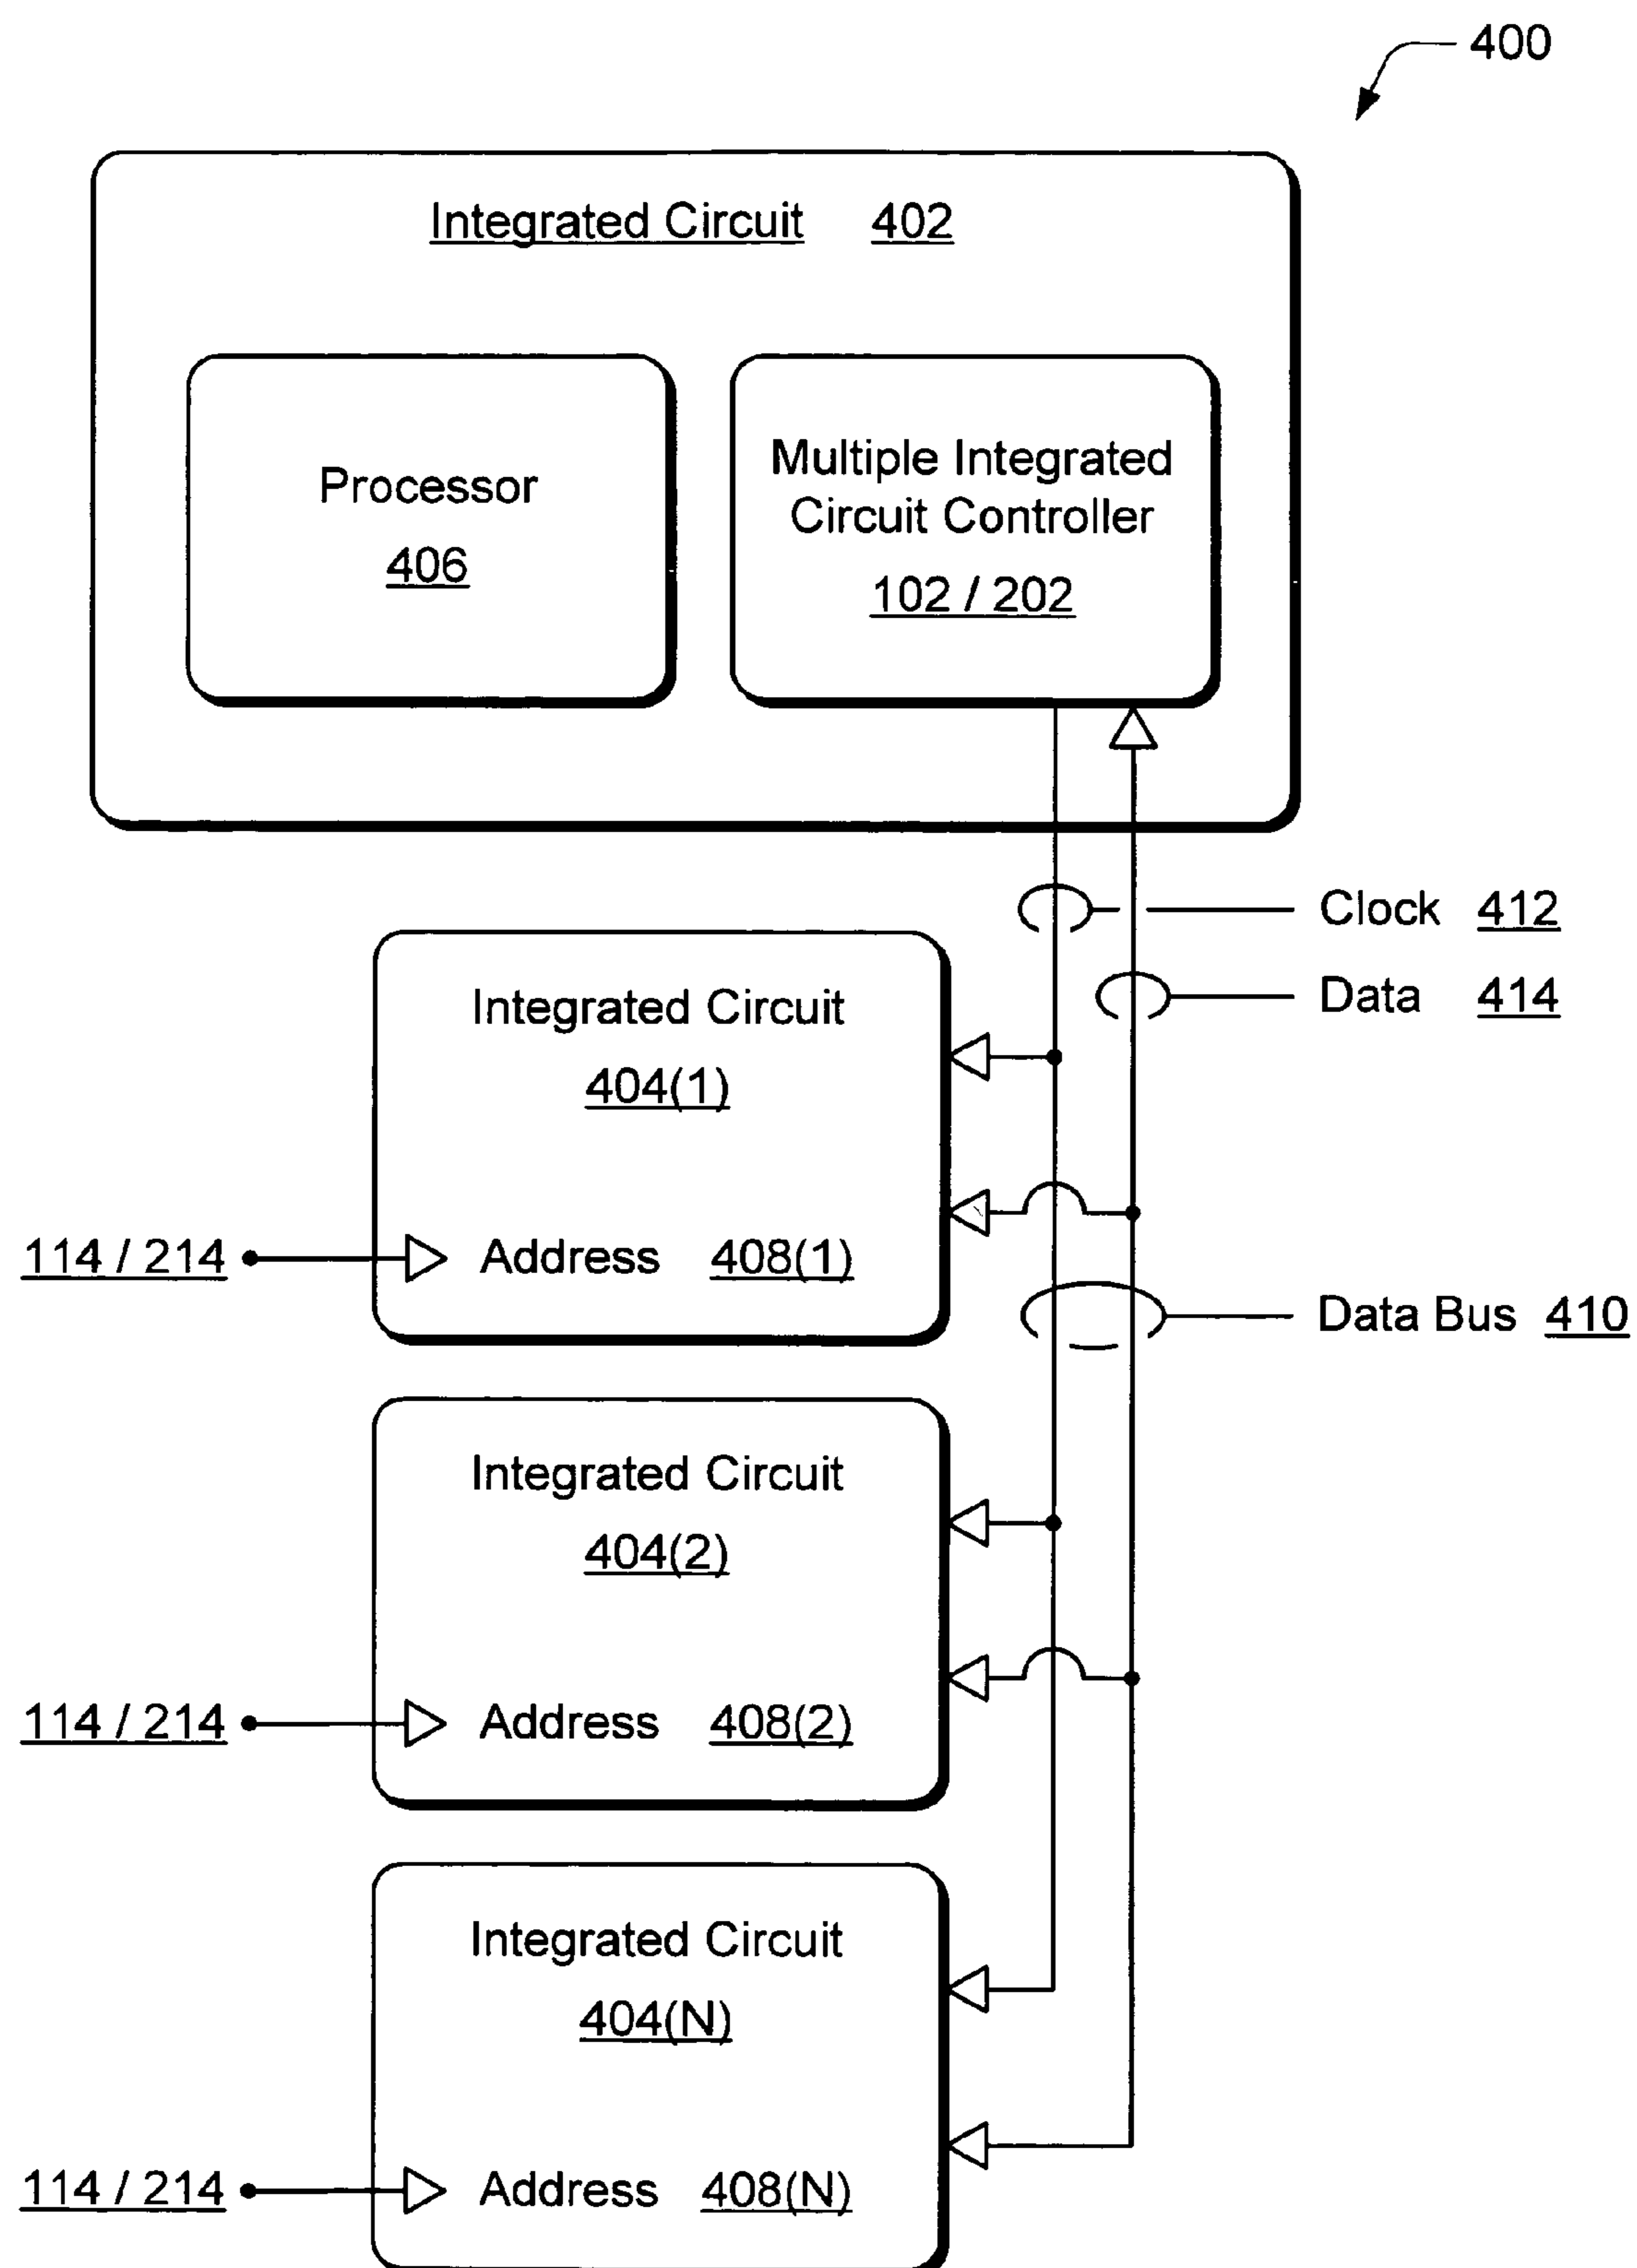 400
Integrated Circuit 402
Processor
406
Multiple Integrated
Circuit Controller
102 / 202
Clock 412
Data 414
Integrated Circuit
404(1)
114 / 214
Address 408(1)
Data Bus 410
Integrated Circuit
404(2)
114 / 214
Address 408(2)
Integrated Circuit
404(N)
114 / 214
Address 408(N)